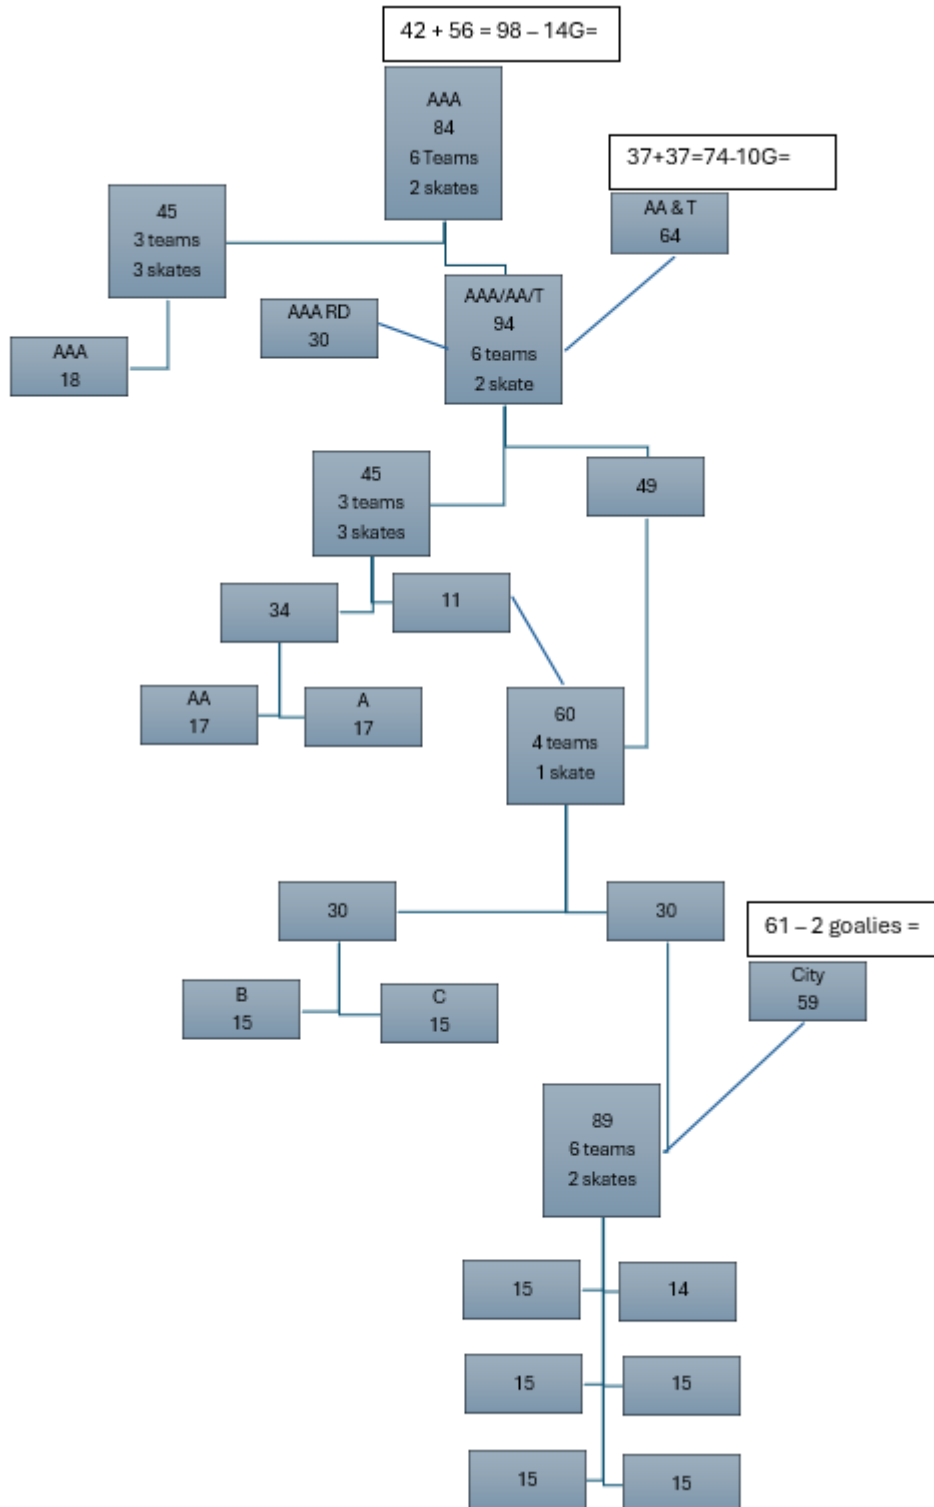 42 + 56 = 98 – 14G=
AAA
84
6 Teams
2 skates
37+37=74-10G=
45
3 teams
3 skates
AA & T
64
AAA/AA/T
94
6 teams
2 skate
AAA RD
30
AAA
18
45
3 teams
3 skates
49
34
11
AA
17
A
17
60
4 teams
1 skate
30
30
61 – 2 goalies =
City
59
B
15
C
15
89
6 teams
2 skates
15
14
15
15
15
15